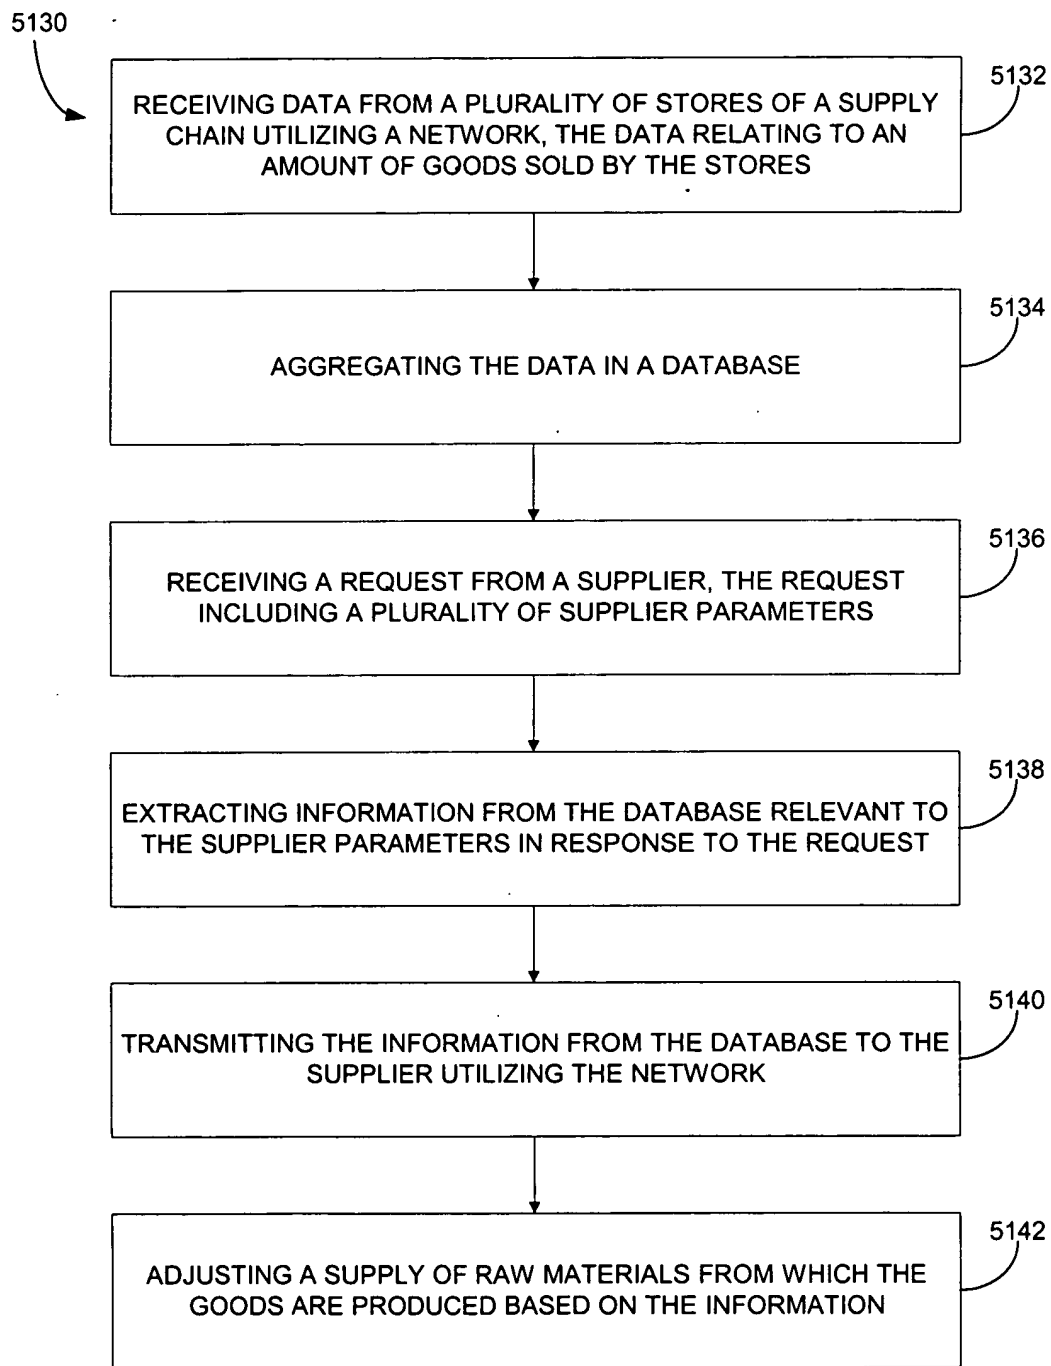 5130
5132
RECEIVING DATA FROM A PLURALITY OF STORES OF A SUPPLY
CHAIN UTILIZING A NETWORK, THE DATA RELATING TO AN
AMOUNT OF GOODS SOLD BY THE STORES
5134
AGGREGATING THE DATA IN A DATABASE
5136
RECEIVING A REQUEST FROM A SUPPLIER, THE REQUEST
INCLUDING A PLURALITY OF SUPPLIER PARAMETERS
5138
EXTRACTING INFORMATION FROM THE DATABASE RELEVANT TO
THE SUPPLIER PARAMETERS IN RESPONSE TO THE REQUEST
5140
TRANSMITTING THE INFORMATION FROM THE DATABASE TO THE
SUPPLIER UTILIZING THE NETWORK
5142
ADJUSTING A SUPPLY OF RAW MATERIALS FROM WHICH THE
GOODS ARE PRODUCED BASED ON THE INFORMATION